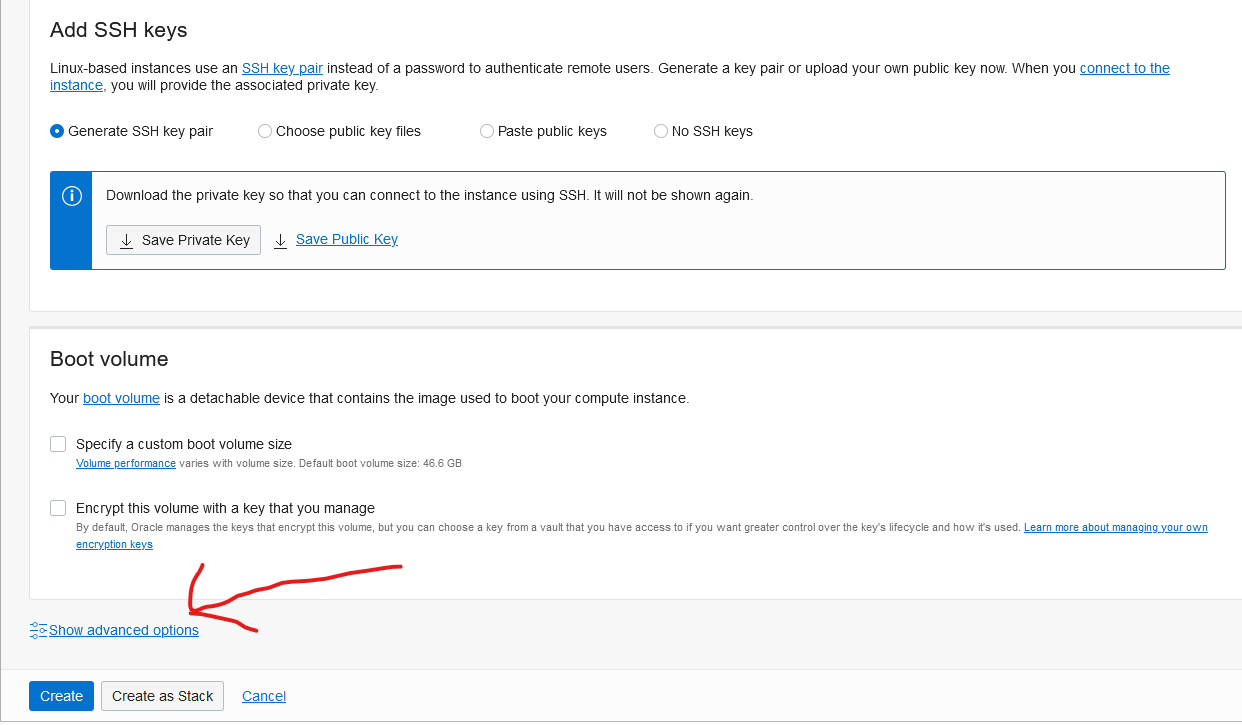 Add SSH keys
Linux-based instances use an SSH key pair instead of a password to authenticate remote users. Generate a key pair or upload your own public key now. When you connect to the
instance, you will provide the associated private key.
Generate SSH key pair Choose public key files Paste public keys No SSH keys
Download the private key so that you can connect to the instance using SSH. It will not be shown again.
Save Private Key Save Public Key
Boot volume
Your boot volume is a detachable device that contains the image used to boot your compute instance.
Specify a custom boot volume size
Volume performance varies with volume size. Default boot volume size: 46.6 GB
Encrypt this volume with a key that you manage
By default, Oracle manages the keys that encrypt this volume, but you can choose a key from a vault that you have access to if you want greater control over the key's lifecycle and how it's used. Learn more about managing your own
encryption keys
Show advanced options
Create Create as Stack Cancel